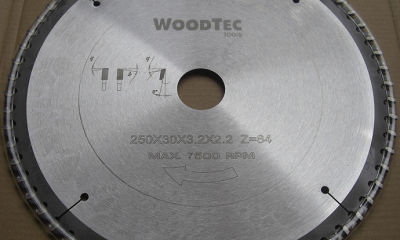 WOODTEC
TOOLS
250X30X3.2X2.2 Z=64
MAX. 7500 RPM